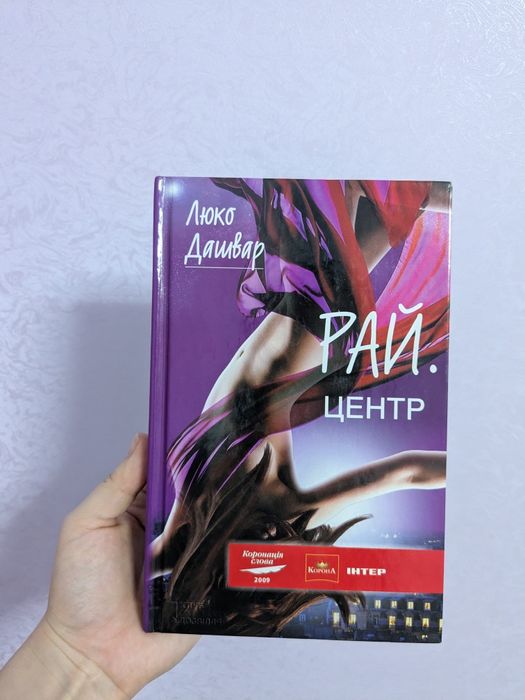 Люко
Дашвар
РАЙ.
ЦЕНТР
Коронація
слова
2009
КОРОНА
ІНТЕР